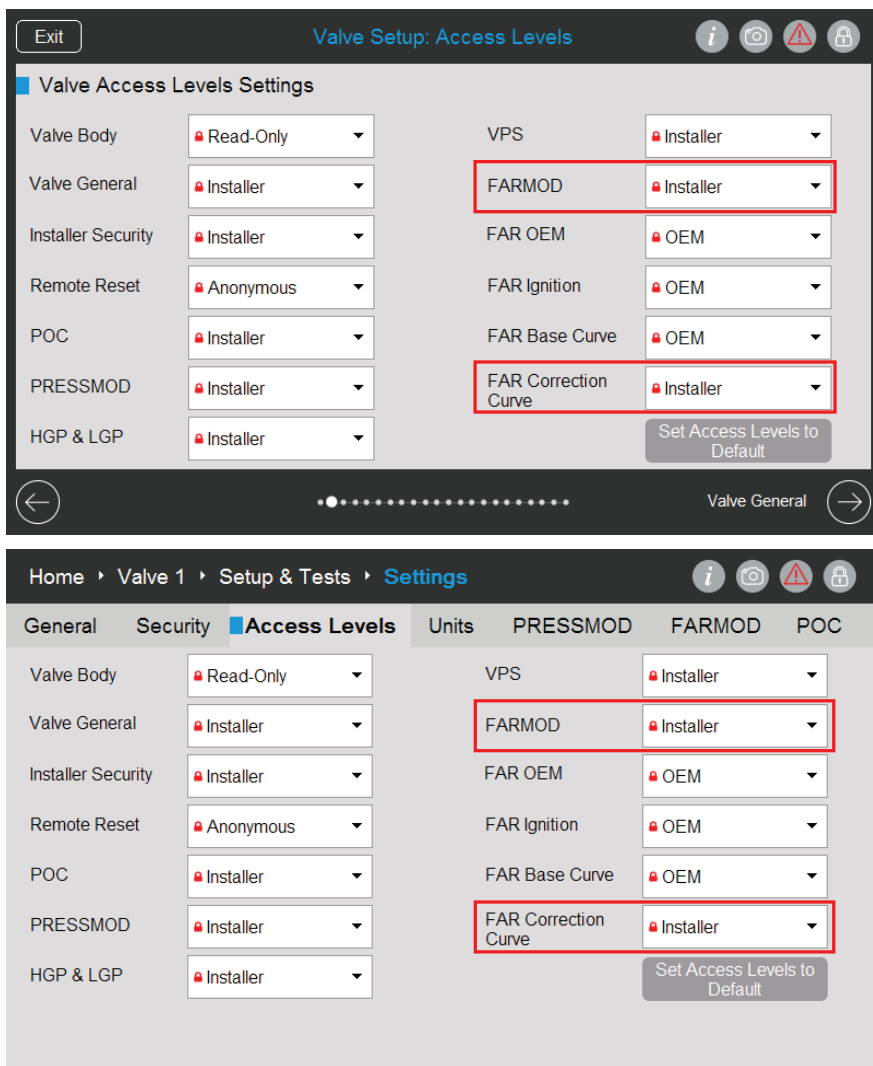 Exit
Valve Setup: Access Levels
Valve Access Levels Settings
Valve Body Read-Only
VPS Installer
Valve General Installer
FARMOD Installer
Installer Security Installer
FAR OEM OEM
Remote Reset Anonymous
FAR Ignition OEM
POC Installer
FAR Base Curve OEM
PRESSMOD Installer
FAR Correction
Curve
Installer
HGP & LGP Installer
Set Access Levels to
Default
Valve General
Home Valve 1 Setup & Tests Settings
General Security Access Levels Units PRESSMOD FARMOD POC
Valve Body Read-Only
VPS Installer
Valve General Installer
FARMOD Installer
Installer Security Installer
FAR OEM OEM
Remote Reset Anonymous
FAR Ignition OEM
POC Installer
FAR Base Curve OEM
PRESSMOD Installer
FAR Correction
Curve
Installer
HGP & LGP Installer
Set Access Levels to
Default